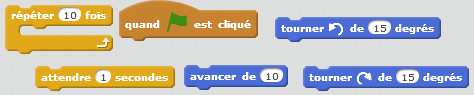 répéter 10 fois
quand est cliqué
tourner de 15 degrés
attendre 1 secondes
avancer de 10
tourner de 15 degrés